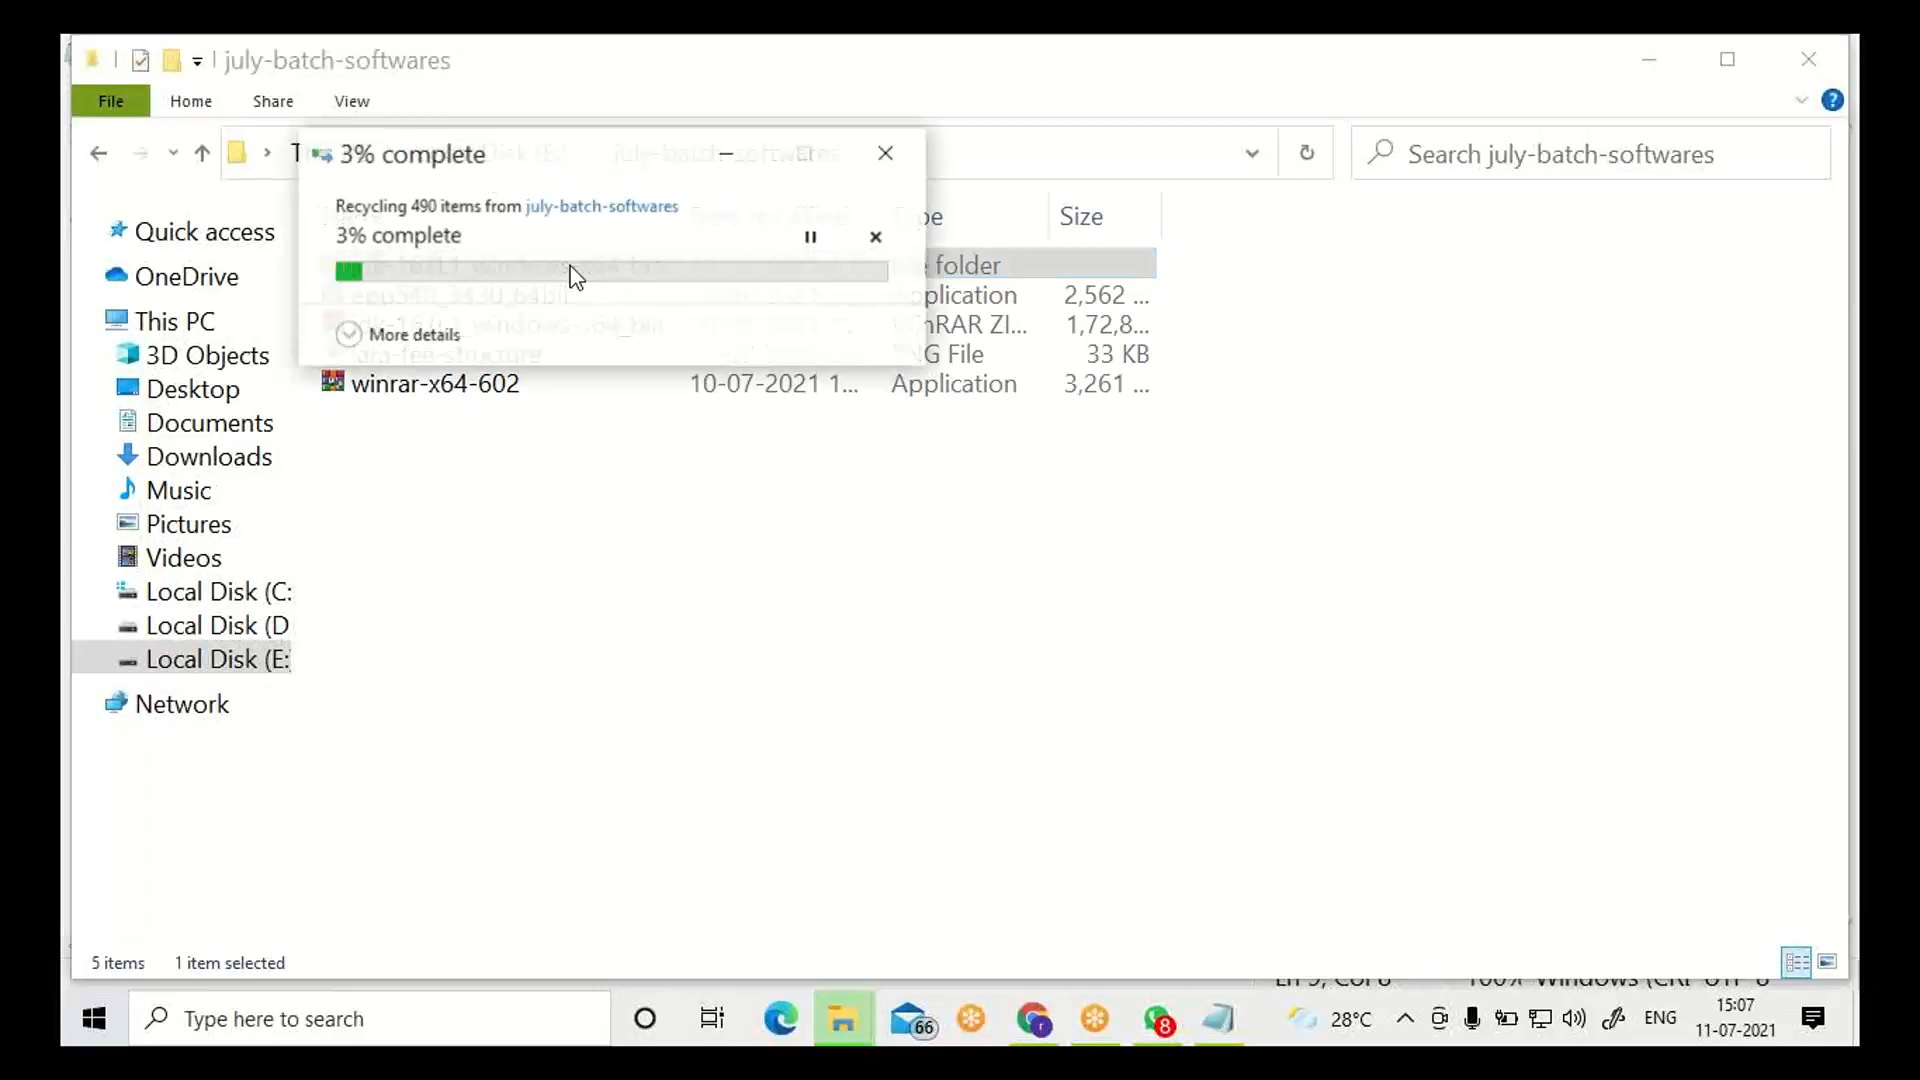 july-batch-softwares
File Home Share View
3% complete
Search july-batch-softwares
Recycling 490 items from july-batch-softwares
3% complete
More details
Size
folder
Application 2,562 ...
1,72,8...
33 KB
winrar-x64-602 10-07-2021 1... Application 3,261 ...
Quick access
OneDrive
This PC
3D Objects
Desktop
Documents
Downloads
Music
Pictures
Videos
Local Disk (C:
Local Disk (D
Local Disk (E:
Network
5 items 1 item selected
Type here to search
66
8
28°C
ENG
15:07
11-07-2021